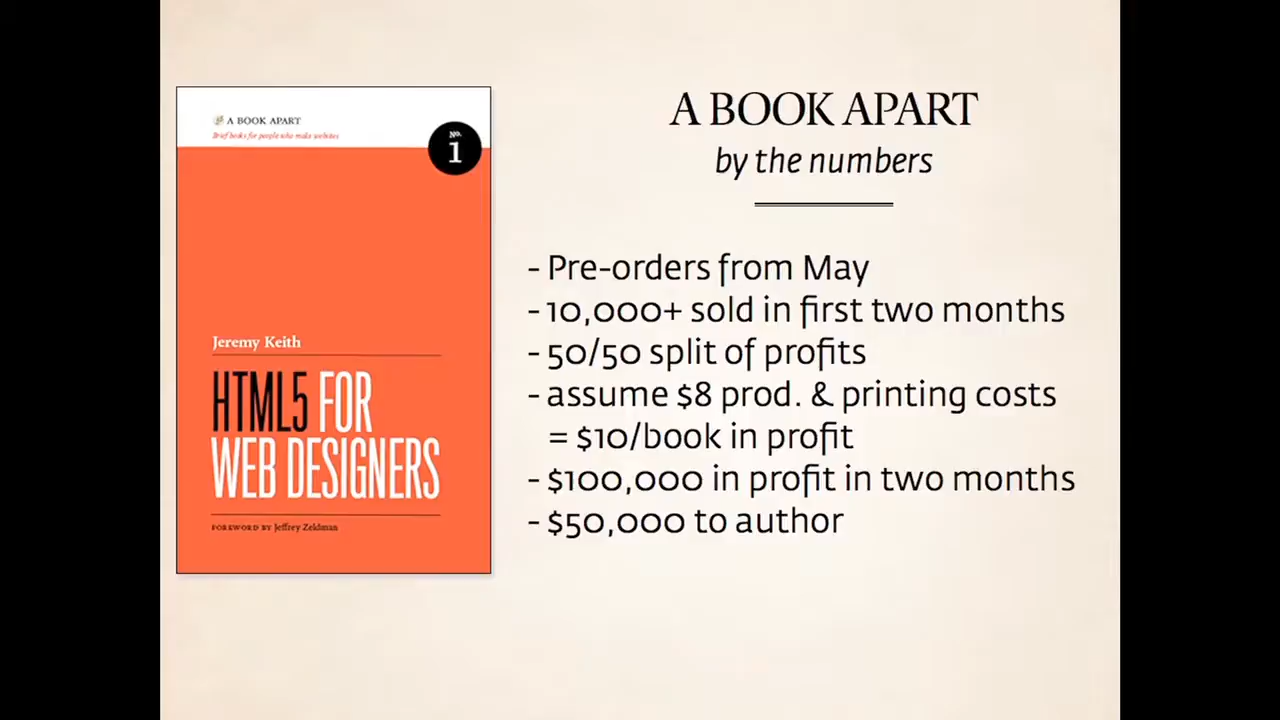 A BOOK APART
Brief books for people who make websites
No.
1
Jeremy Keith
HTML5 FOR
WEB DESIGNERS
FOREWORD BY Jeffrey Zeldman
A BOOK APART
by the numbers
- Pre-orders from May
- 10,000+ sold in first two months
- 50/50 split of profits
- assume $8 prod. & printing costs
= $10/book in profit
- $100,000 in profit in two months
- $50,000 to author